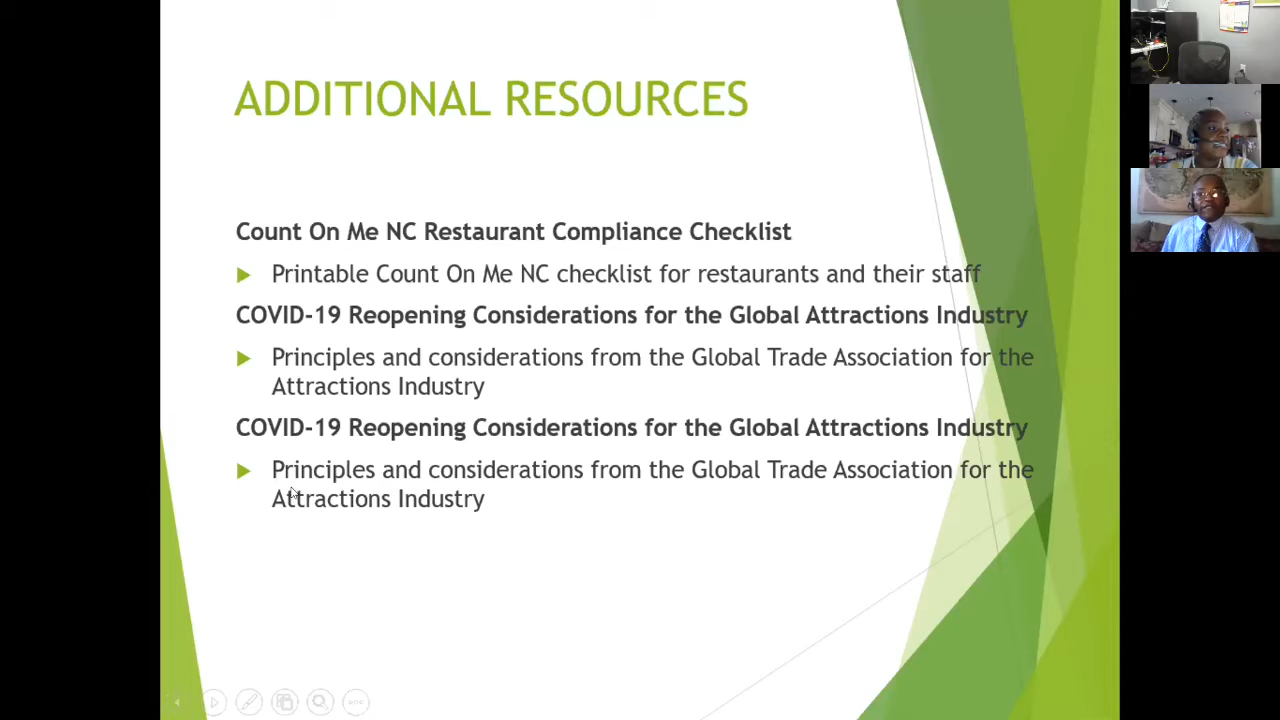 ADDITIONAL RESOURCES
Count On Me NC Restaurant Compliance Checklist
Printable Count On Me NC checklist for restaurants and their staff
COVID-19 Reopening Considerations for the Global Attractions Industry
Principles and considerations from the Global Trade Association for the
Attractions Industry
COVID-19 Reopening Considerations for the Global Attractions Industry
Principles and considerations from the Global Trade Association for the
Attractions Industry